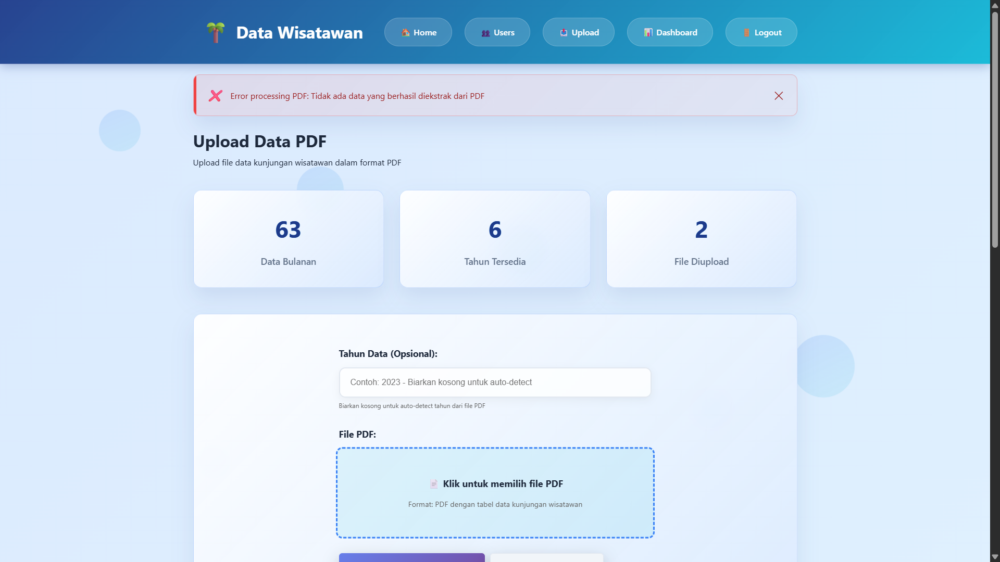 Data Wisatawan
Home
Users
Upload
Dashboard
Logout
Error processing PDF: Tidak ada data yang berhasil diekstrak dari PDF
Upload Data PDF
Upload file data kunjungan wisatawan dalam format PDF
63
Data Bulanan
6
Tahun Tersedia
2
File Diupload
Tahun Data (Opsional):
Contoh: 2023 - Biarkan kosong untuk auto-detect
Biarkan kosong untuk auto-detect tahun dari file PDF
File PDF:
Klik untuk memilih file PDF
Format: PDF dengan tabel data kunjungan wisatawan